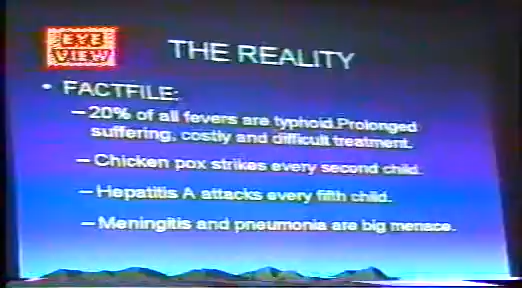 EYE
VIEW
THE REALITY
• FACTFILE:
– 20% of all fevers are typhoid.Prolonged
suffering, costly and difficult treatment.
– Chicken pox strikes every second child.
– Hepatitis A attacks every fifth child.
– Meningitis and pneumonia are big menace.